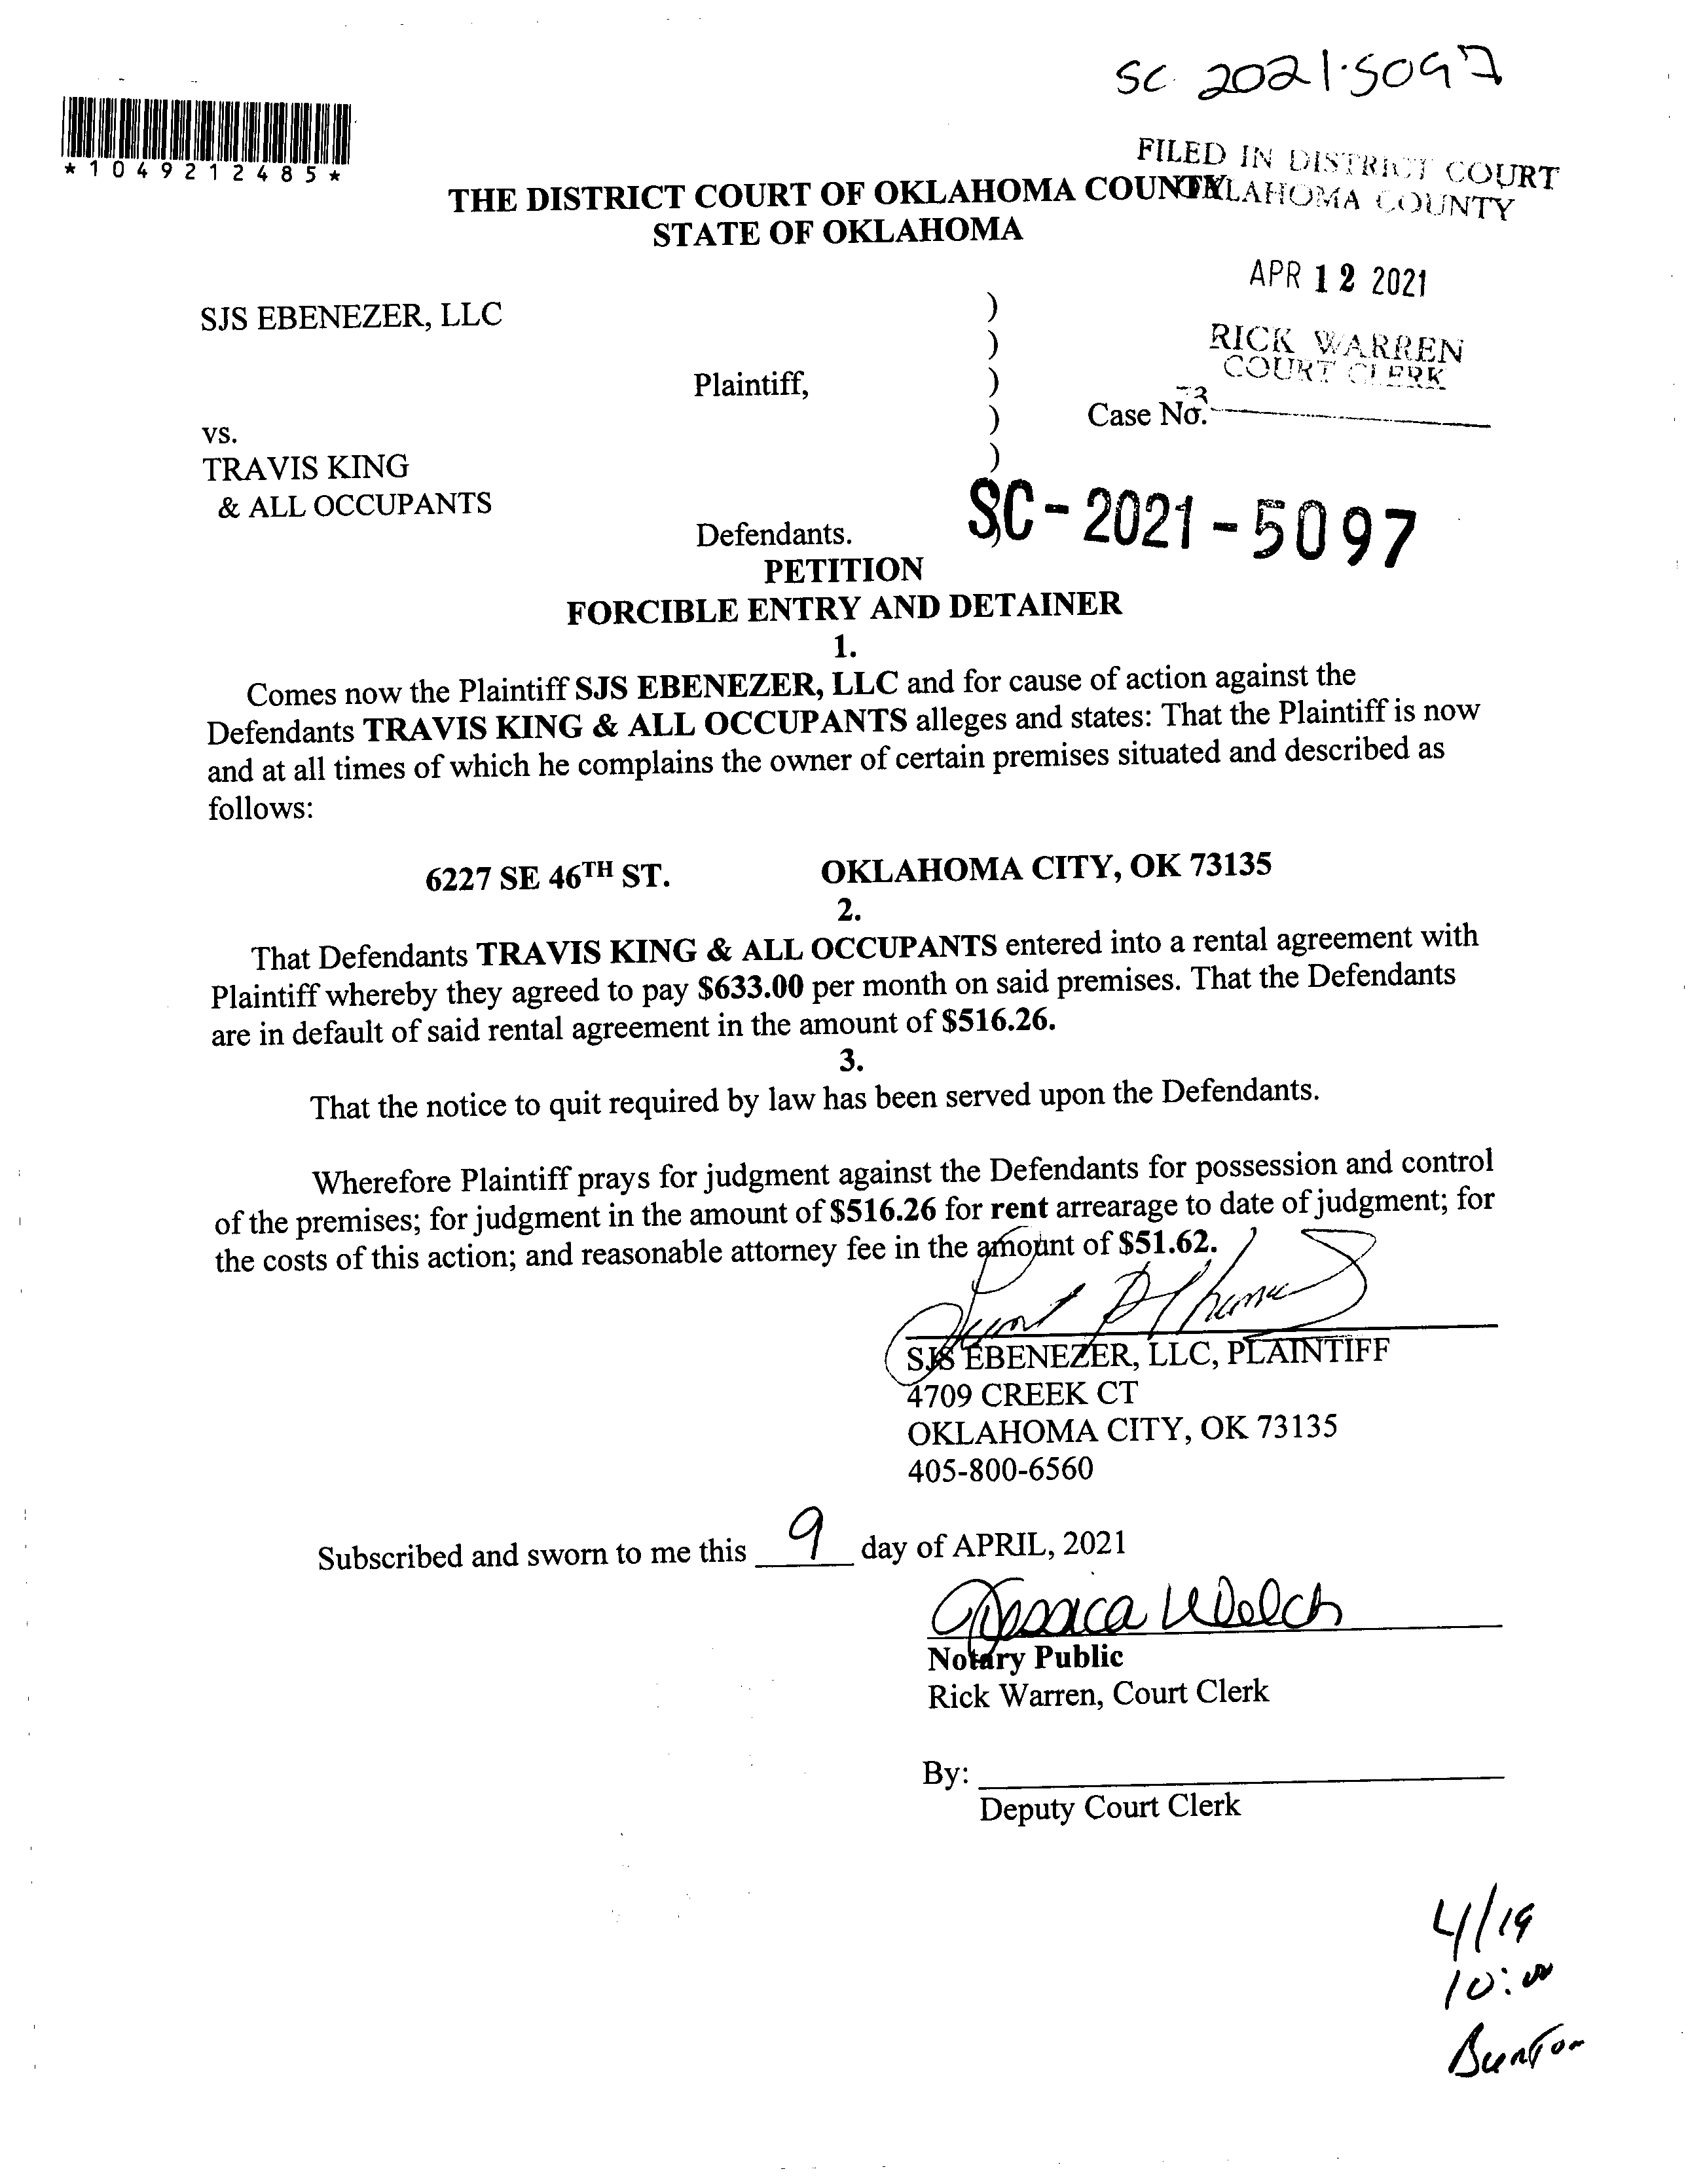 SC 2021-5097
*1049212485*
FILED IN DISTRICT COURT
OKLAHOMA COUNTY
THE DISTRICT COURT OF OKLAHOMA COUNTY
STATE OF OKLAHOMA
APR 12 2021
SJS EBENEZER, LLC )
) RICK WARREN
COURT CLERK
Plaintiff, )
73
) Case No.
vs.
TRAVIS KING )
& ALL OCCUPANTS
SC-2021-5097
Defendants. )
PETITION
FORCIBLE ENTRY AND DETAINER
1.
Comes now the Plaintiff SJS EBENEZER, LLC and for cause of action against the
Defendants TRAVIS KING & ALL OCCUPANTS alleges and states: That the Plaintiff is now
and at all times of which he complains the owner of certain premises situated and described as
follows:
6227 SE 46TH ST. OKLAHOMA CITY, OK 73135
2.
That Defendants TRAVIS KING & ALL OCCUPANTS entered into a rental agreement with
Plaintiff whereby they agreed to pay $633.00 per month on said premises. That the Defendants
are in default of said rental agreement in the amount of $516.26.
3.
That the notice to quit required by law has been served upon the Defendants.
Wherefore Plaintiff prays for judgment against the Defendants for possession and control
of the premises; for judgment in the amount of $516.26 for rent arrearage to date of judgment; for
the costs of this action; and reasonable attorney fee in the amount of $51.62.
SJS EBENEZER, LLC, PLAINTIFF
4709 CREEK CT
OKLAHOMA CITY, OK 73135
405-800-6560
Subscribed and sworn to me this 9 day of APRIL, 2021
Jessica Welch
Notary Public
Rick Warren, Court Clerk
By:
Deputy Court Clerk
4/19
10:00
Burton